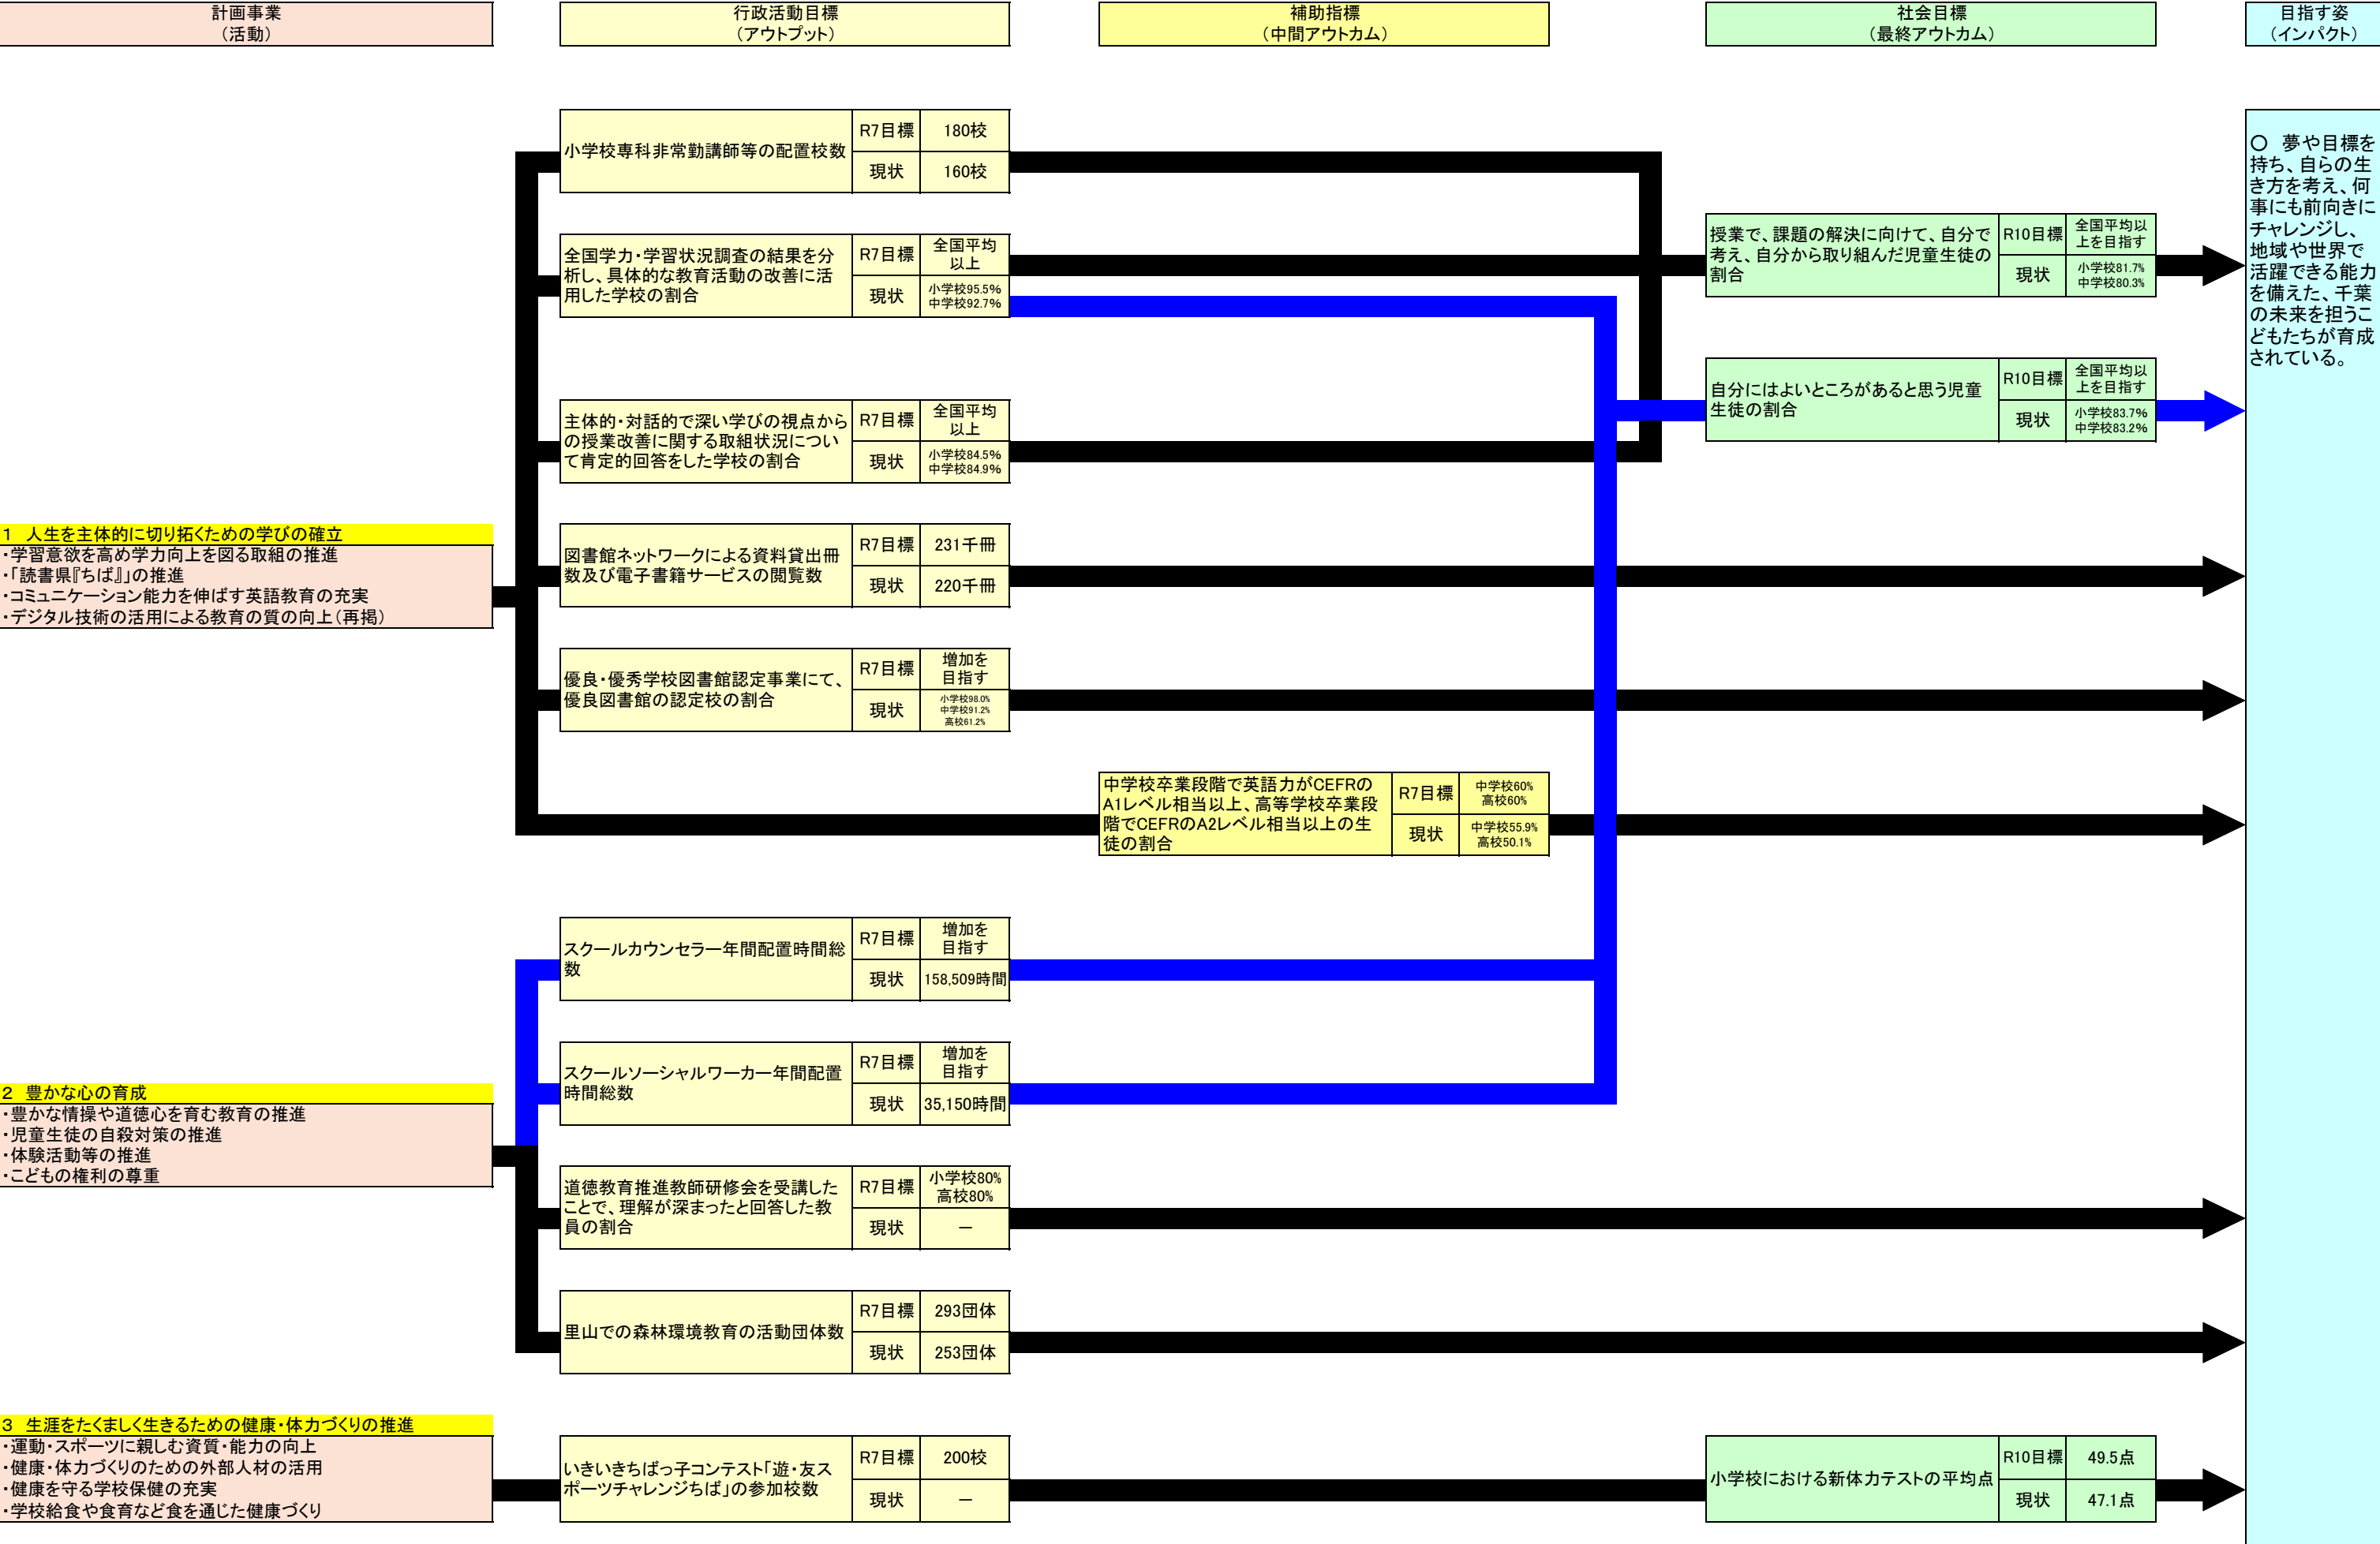 計画事業
（活動）
行政活動目標
（アウトプット）
補助指標
（中間アウトカム）
社会目標
（最終アウトカム）
目指す姿
（インパクト）
小学校専科非常勤講師等の配置校数
R7目標
180校
現状
160校
全国学力・学習状況調査の結果を分
析し、具体的な教育活動の改善に活
用した学校の割合
R7目標
全国平均
以上
現状
小学校95.5%
中学校92.7%
授業で、課題の解決に向けて、自分で
考え、自分から取り組んだ児童生徒の
割合
R10目標
全国平均以
上を目指す
現状
小学校81.7%
中学校80.3%
○　夢や目標を
持ち、自らの生
き方を考え、何
事にも前向きに
チャレンジし、
地域や世界で
活躍できる能力
を備えた、千葉
の未来を担うこ
どもたちが育成
されている。
自分にはよいところがあると思う児童
生徒の割合
R10目標
全国平均以
上を目指す
現状
小学校83.7%
中学校83.2%
主体的・対話的で深い学びの視点から
の授業改善に関する取組状況につい
て肯定的回答をした学校の割合
R7目標
全国平均
以上
現状
小学校84.5%
中学校84.9%
1　人生を主体的に切り拓くための学びの確立
・学習意欲を高め学力向上を図る取組の推進
・「読書県『ちば』」の推進
・コミュニケーション能力を伸ばす英語教育の充実
・デジタル技術の活用による教育の質の向上（再掲）
図書館ネットワークによる資料貸出冊
数及び電子書籍サービスの閲覧数
R7目標
231千冊
現状
220千冊
優良・優秀学校図書館認定事業にて、
優良図書館の認定校の割合
R7目標
増加を
目指す
現状
小学校98.0%
中学校91.2%
高校61.2%
中学校卒業段階で英語力がCEFRの
A1レベル相当以上、高等学校卒業段
階でCEFRのA2レベル相当以上の生
徒の割合
R7目標
中学校60%
高校60%
現状
中学校55.9%
高校50.1%
スクールカウンセラー年間配置時間総
数
R7目標
増加を
目指す
現状
158,509時間
スクールソーシャルワーカー年間配置
時間総数
R7目標
増加を
目指す
現状
35,150時間
2　豊かな心の育成
・豊かな情操や道徳心を育む教育の推進
・児童生徒の自殺対策の推進
・体験活動等の推進
・こどもの権利の尊重
道徳教育推進教師研修会を受講した
ことで、理解が深まったと回答した教
員の割合
R7目標
小学校80%
高校80%
現状
－
里山での森林環境教育の活動団体数
R7目標
293団体
現状
253団体
3　生涯をたくましく生きるための健康・体力づくりの推進
・運動・スポーツに親しむ資質・能力の向上
・健康・体力づくりのための外部人材の活用
・健康を守る学校保健の充実
・学校給食や食育など食を通じた健康づくり
いきいきちばっ子コンテスト「遊・友ス
ポーツチャレンジちば」の参加校数
R7目標
200校
現状
－
小学校における新体力テストの平均点
R10目標
49.5点
現状
47.1点